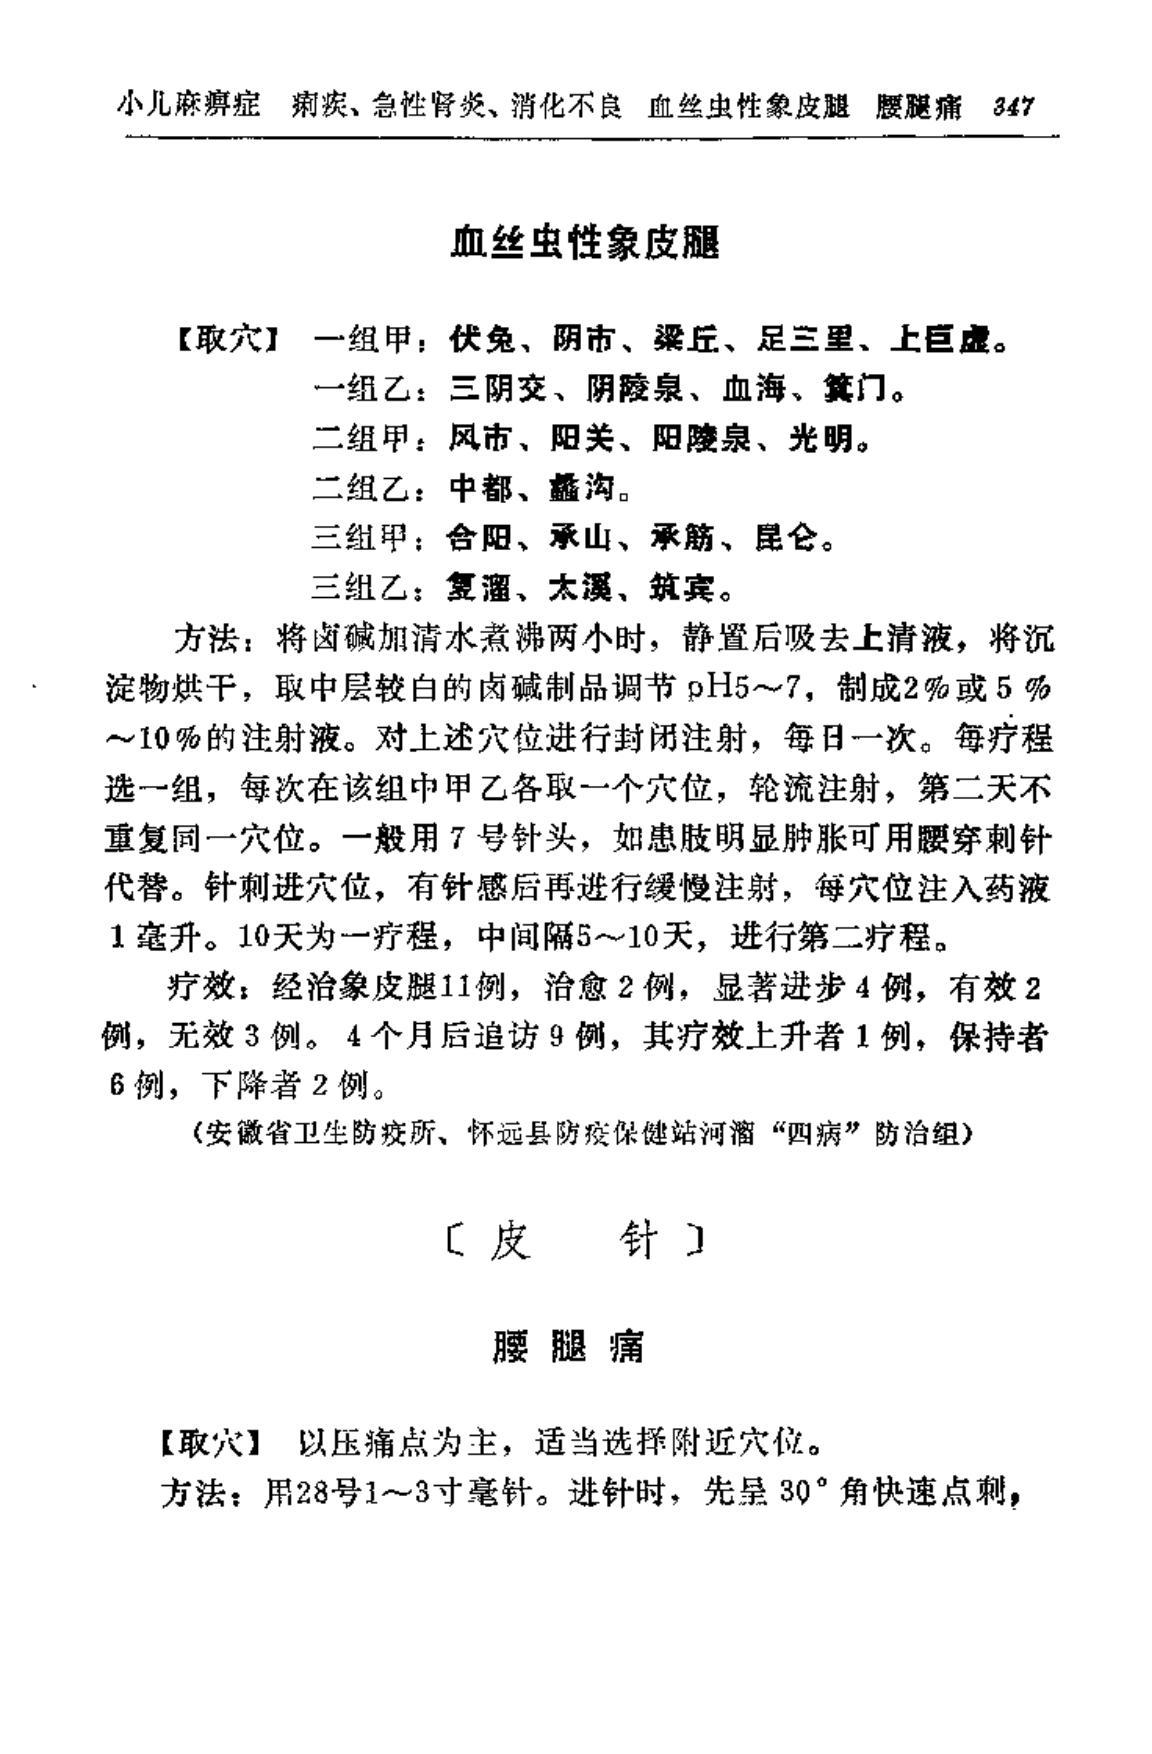 小儿麻痹症 痢疾、急性肾炎、消化不良 血丝虫性象皮腿 腰腿痛 347
血丝虫性象皮腿
【取穴】 一组甲：伏兔、阴市、梁丘、足三里、上巨虚。
一组乙：三阴交、阴陵泉、血海、箕门。
二组甲：风市、阳关、阳陵泉、光明。
二组乙：中都、蠡沟。
三组甲：合阳、承山、承筋、昆仑。
三组乙：复溜、太溪、筑宾。
方法：将卤碱加清水煮沸两小时，静置后吸去上清液，将沉
淀物烘干，取中层较白的卤碱制品调节pH5～7，制成2％或5％
～10％的注射液。对上述穴位进行封闭注射，每日一次。每疗程
选一组，每次在该组中甲乙各取一个穴位，轮流注射，第二天不
重复同一穴位。一般用7号针头，如患肢明显肿胀可用腰穿刺针
代替。针刺进穴位，有针感后再进行缓慢注射，每穴位注入药液
1毫升。10天为一疗程，中间隔5～10天，进行第二疗程。
疗效：经治象皮腿11例，治愈2例，显著进步4例，有效2
例，无效3例。4个月后追访9例，其疗效上升者1例，保持者
6例，下降者2例。
（安徽省卫生防疫所、怀远县防疫保健站河溜“四病”防治组）
〔皮 针〕
腰腿痛
【取穴】 以压痛点为主，适当选择附近穴位。
方法：用28号1～3寸毫针。进针时，先呈30°角快速点刺，